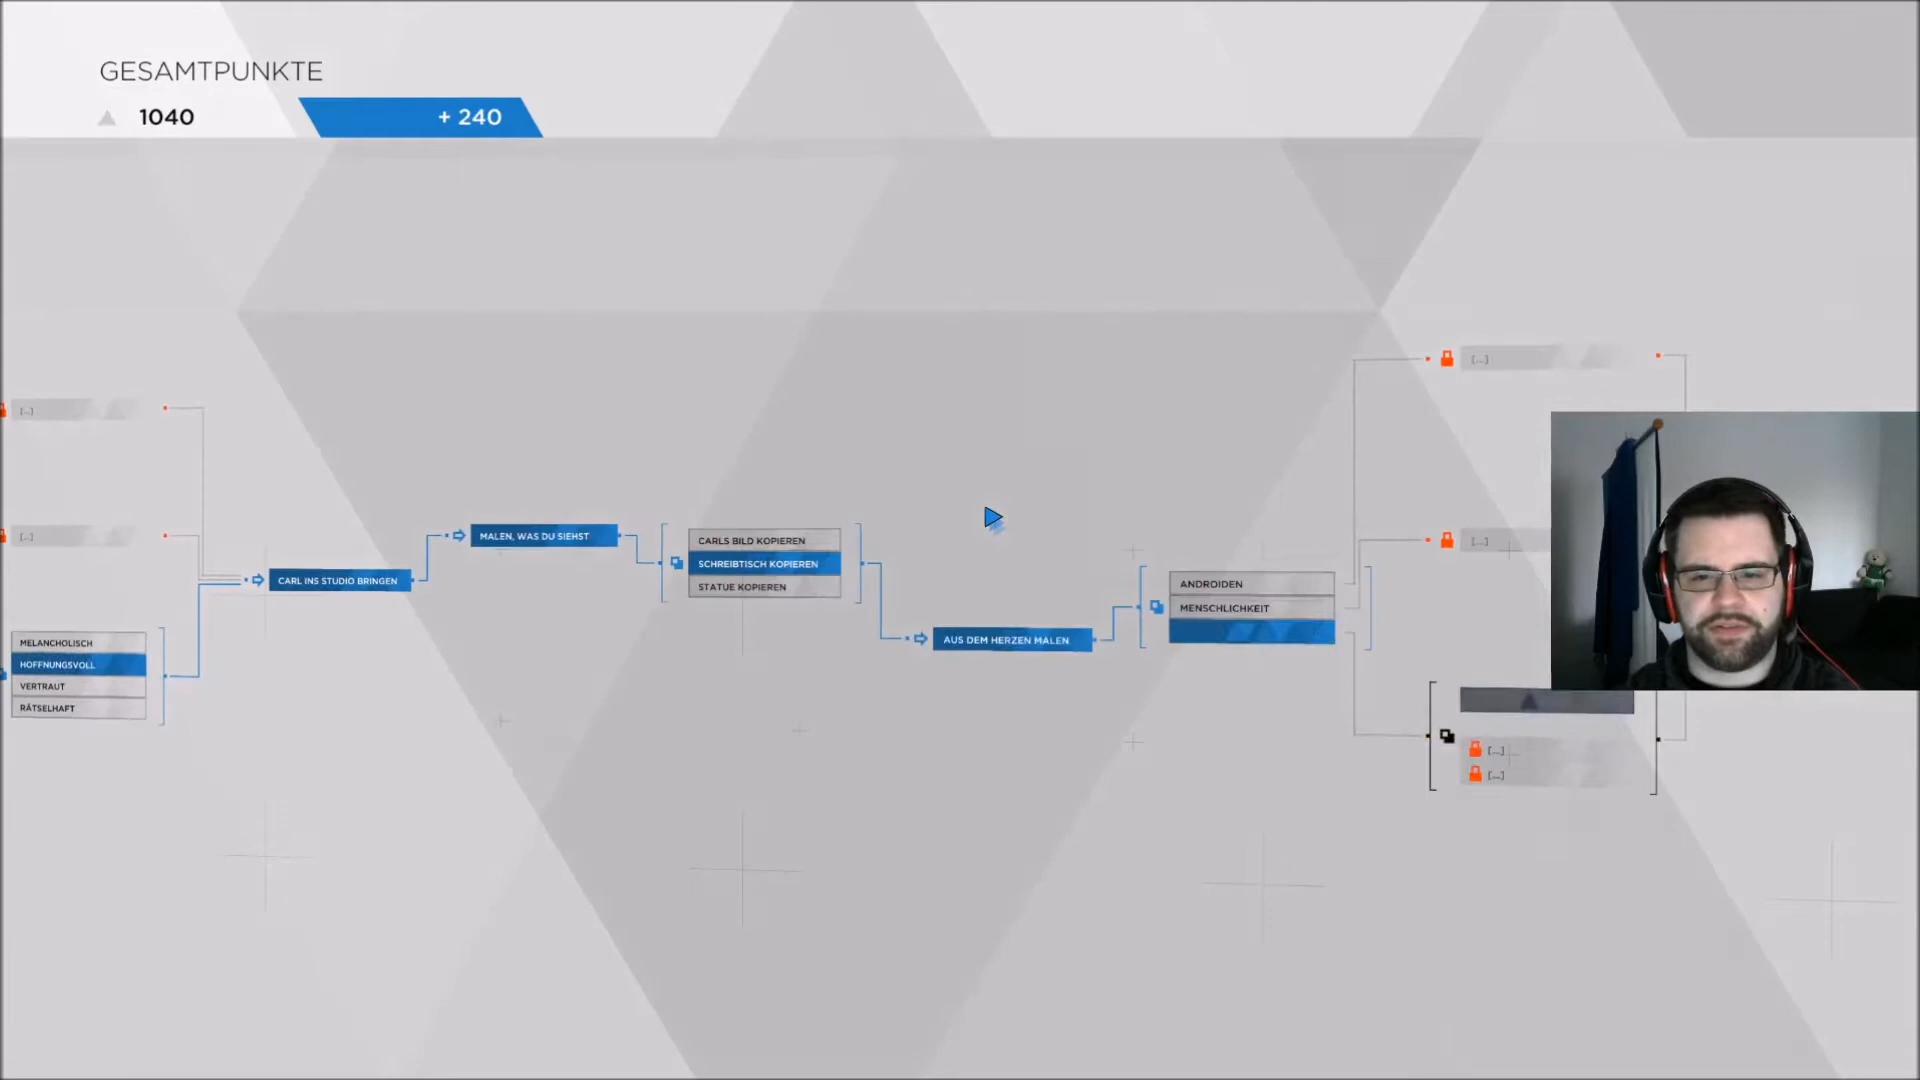 GESAMTPUNKTE
1040
+ 240
[...]
[...]
MELANCHOLISCH
HOFFNUNGSVOLL
VERTRAUT
RÄTSELHAFT
CARL INS STUDIO BRINGEN
MALEN, WAS DU SIEHST
CARLS BILD KOPIEREN
SCHREIBTISCH KOPIEREN
STATUE KOPIEREN
AUS DEM HERZEN MALEN
ANDROIDEN
MENSCHLICHKEIT
[...]
[...]
[...]
[...]